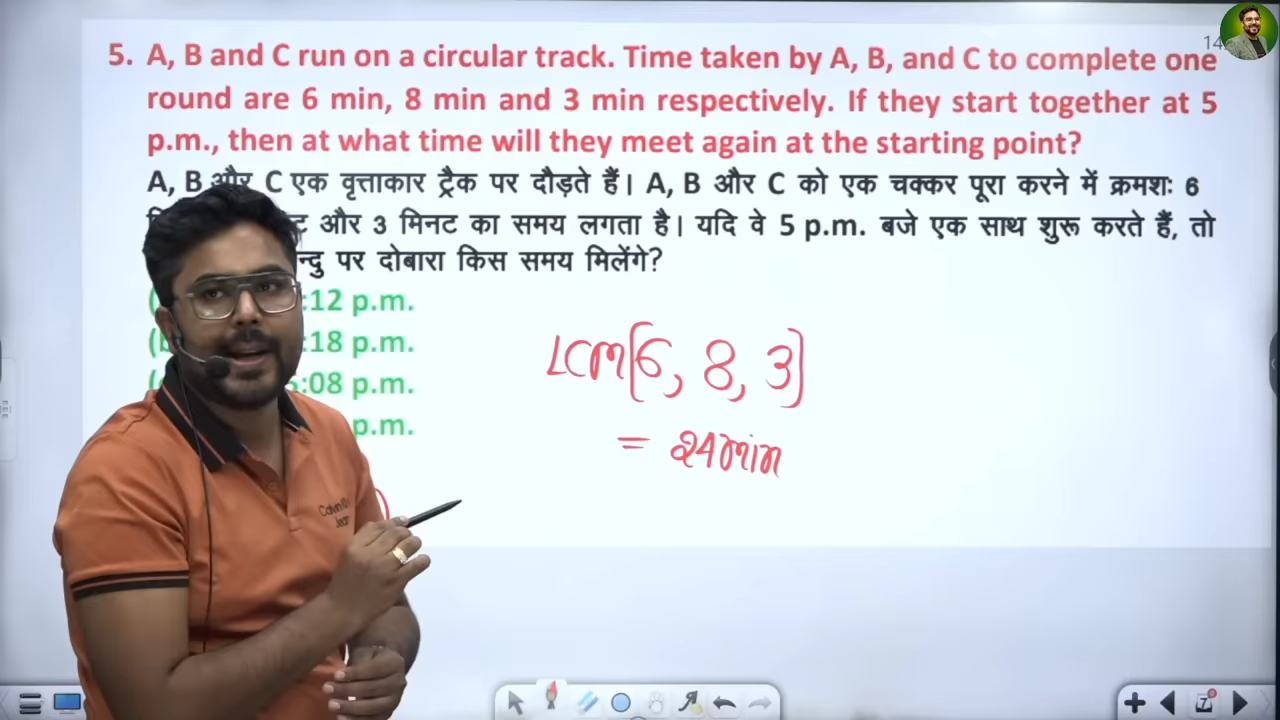 5. A, B and C run on a circular track. Time taken by A, B, and C to complete one
round are 6 min, 8 min and 3 min respectively. If they start together at 5
p.m., then at what time will they meet again at the starting point?
A, B और C एक वृत्ताकार ट्रैक पर दौड़ते हैं। A, B और C को एक चक्कर पूरा करने में क्रमशः 6
और 3 मिनट का समय लगता है। यदि वे 5 p.m. बजे एक साथ शुरू करते हैं, तो
पर दोबारा किस समय मिलेंगे?
:12 p.m.
:18 p.m.
:08 p.m.
p.m.
LCM[6, 8, 3]
= 24min
Calvin
Jean